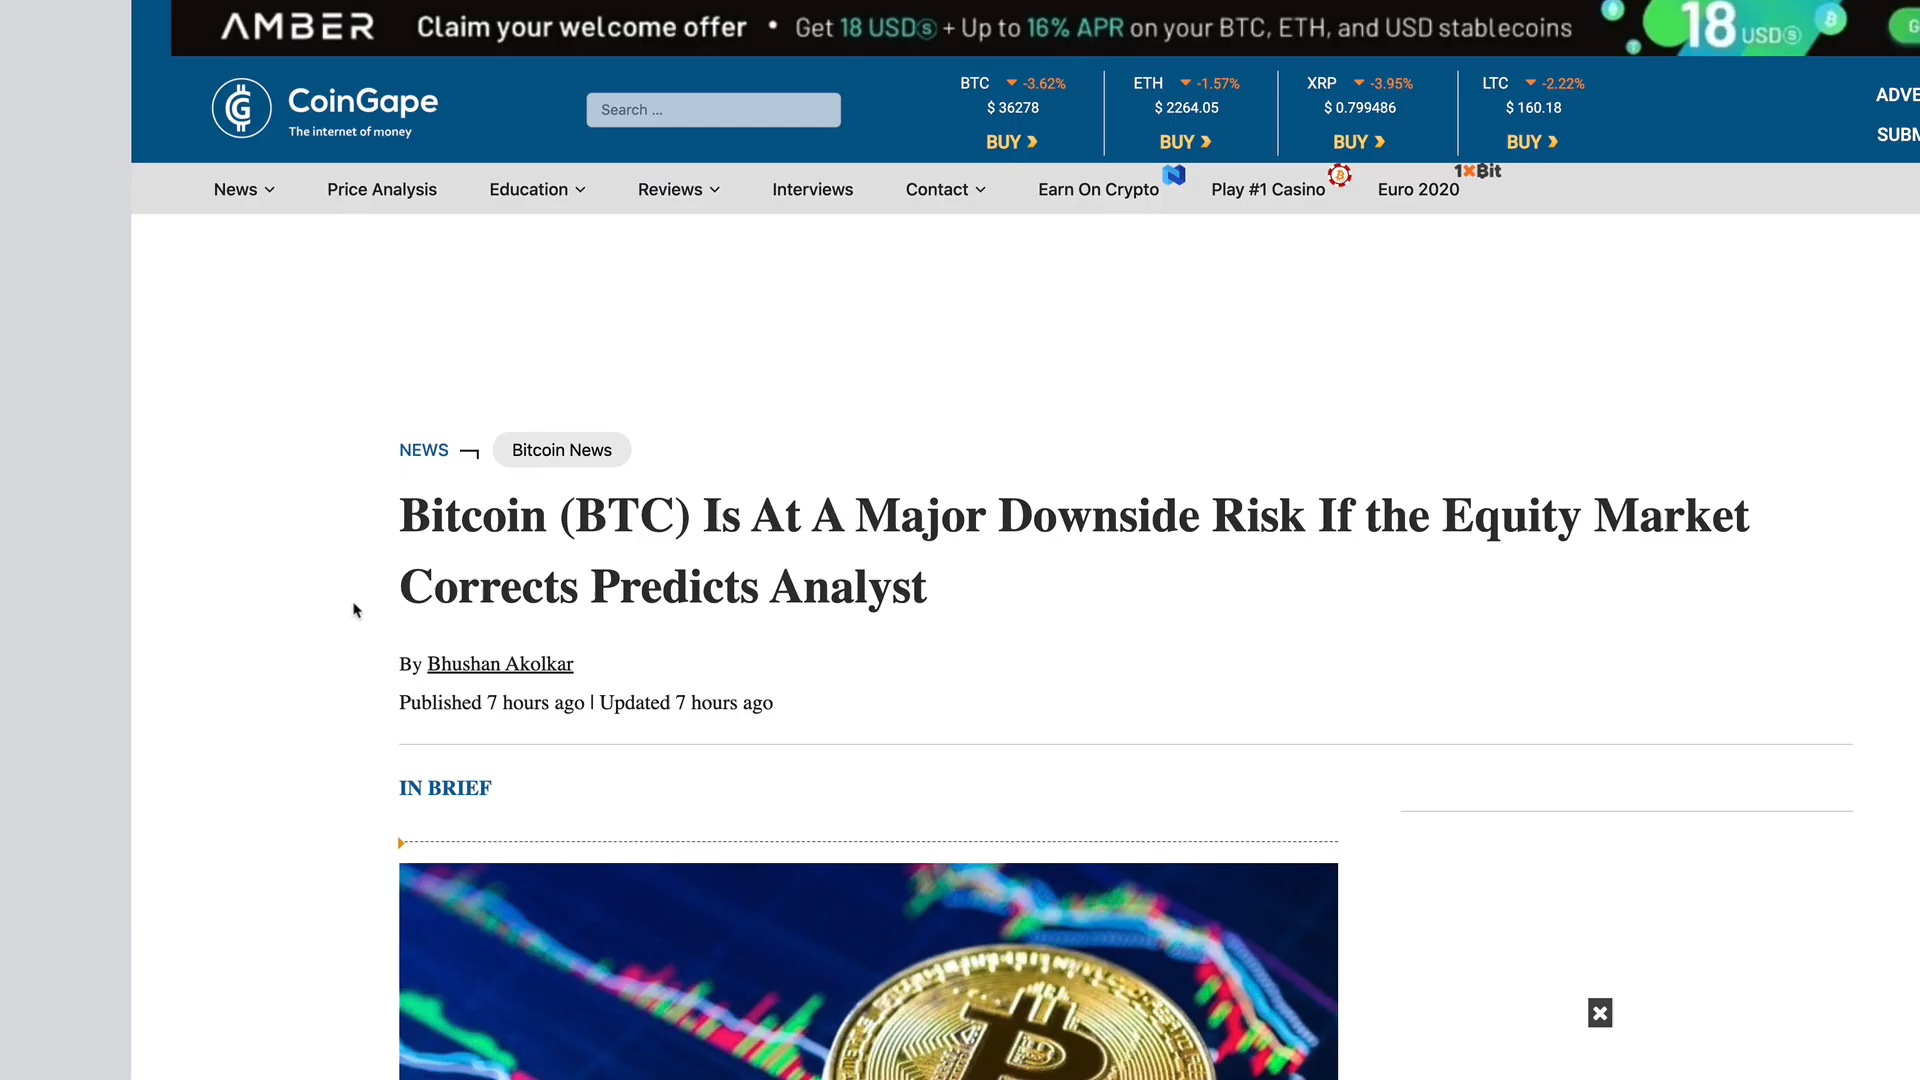 AMBER Claim your welcome offer • Get 18 USDⓢ + Up to 16% APR on your BTC, ETH, and USD stablecoins 18 USDⓢ G
CoinGape
The internet of money
Search ...
BTC -3.62% ETH -1.57% XRP -3.95% LTC -2.22%
$ 36278 $ 2264.05 $ 0.799486 $ 160.18
BUY BUY BUY BUY
ADVE
SUBM
News Price Analysis Education Reviews Interviews Contact Earn On Crypto Play #1 Casino Euro 2020 1xBit
NEWS Bitcoin News
Bitcoin (BTC) Is At A Major Downside Risk If the Equity Market
Corrects Predicts Analyst
By Bhushan Akolkar
Published 7 hours ago | Updated 7 hours ago
IN BRIEF